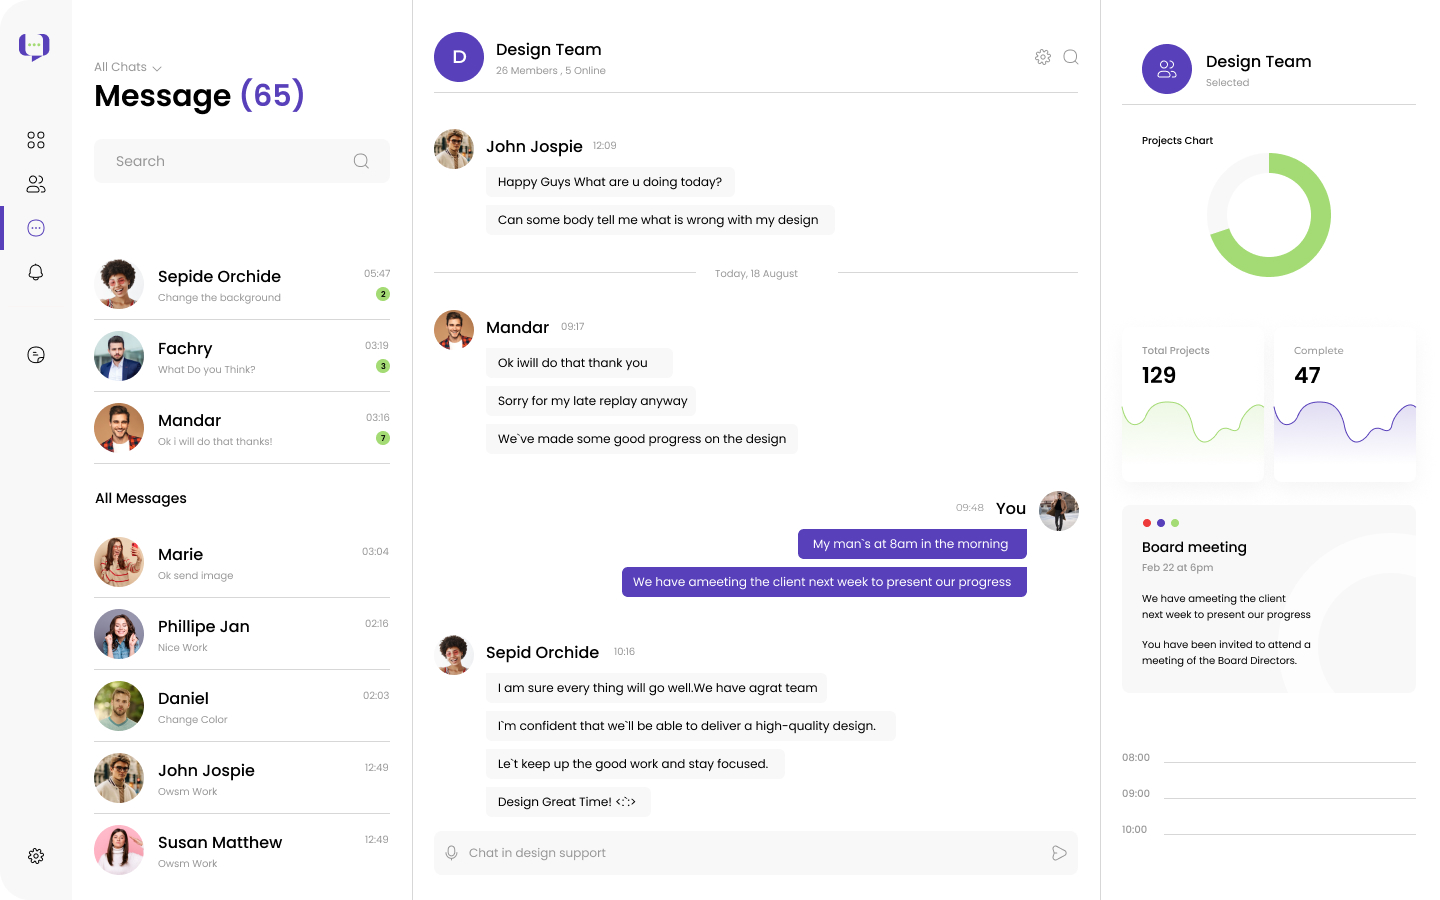 All Chats
Message (65)
Search
Sepide Orchide 05:47
Change the background 2
Fachry 03:19
What Do you Think? 3
Mandar 03:16
Ok i will do that thanks! 7
All Messages
Marie 03:04
Ok send image
Phillipe Jan 02:16
Nice Work
Daniel 02:03
Change Color
John Jospie 12:49
Owsm Work
Susan Matthew 12:49
Owsm Work
D
Design Team
26 Members , 5 Online
John Jospie 12:09
Happy Guys What are u doing today?
Can some body tell me what is wrong with my design
Today, 18 August
Mandar 09:17
Ok iwill do that thank you
Sorry for my late replay anyway
We`ve made some good progress on the design
09:48 You
My man`s at 8am in the morning
We have ameeting the client next week to present our progress
Sepid Orchide 10:16
I am sure every thing will go well.We have agrat team
I`m confident that we`ll be able to deliver a high-quality design.
Le`t keep up the good work and stay focused.
Design Great Time! <:`:>
Chat in design support
Design Team
Selected
Projects Chart
Total Projects
129
Complete
47
Board meeting
Feb 22 at 6pm
We have ameeting the client
next week to present our progress
You have been invited to attend a
meeting of the Board Directors.
08:00
09:00
10:00